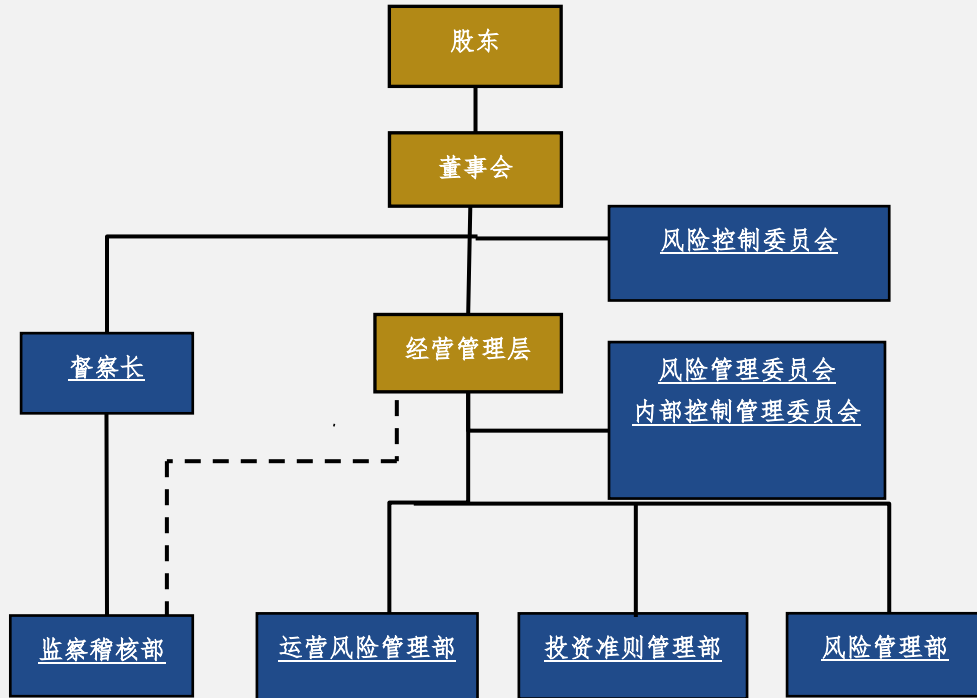 股东
董事会
风险控制委员会
经营管理层
督察长
风险管理委员会
内部控制管理委员会
监察稽核部
运营风险管理部
投资准则管理部
风险管理部